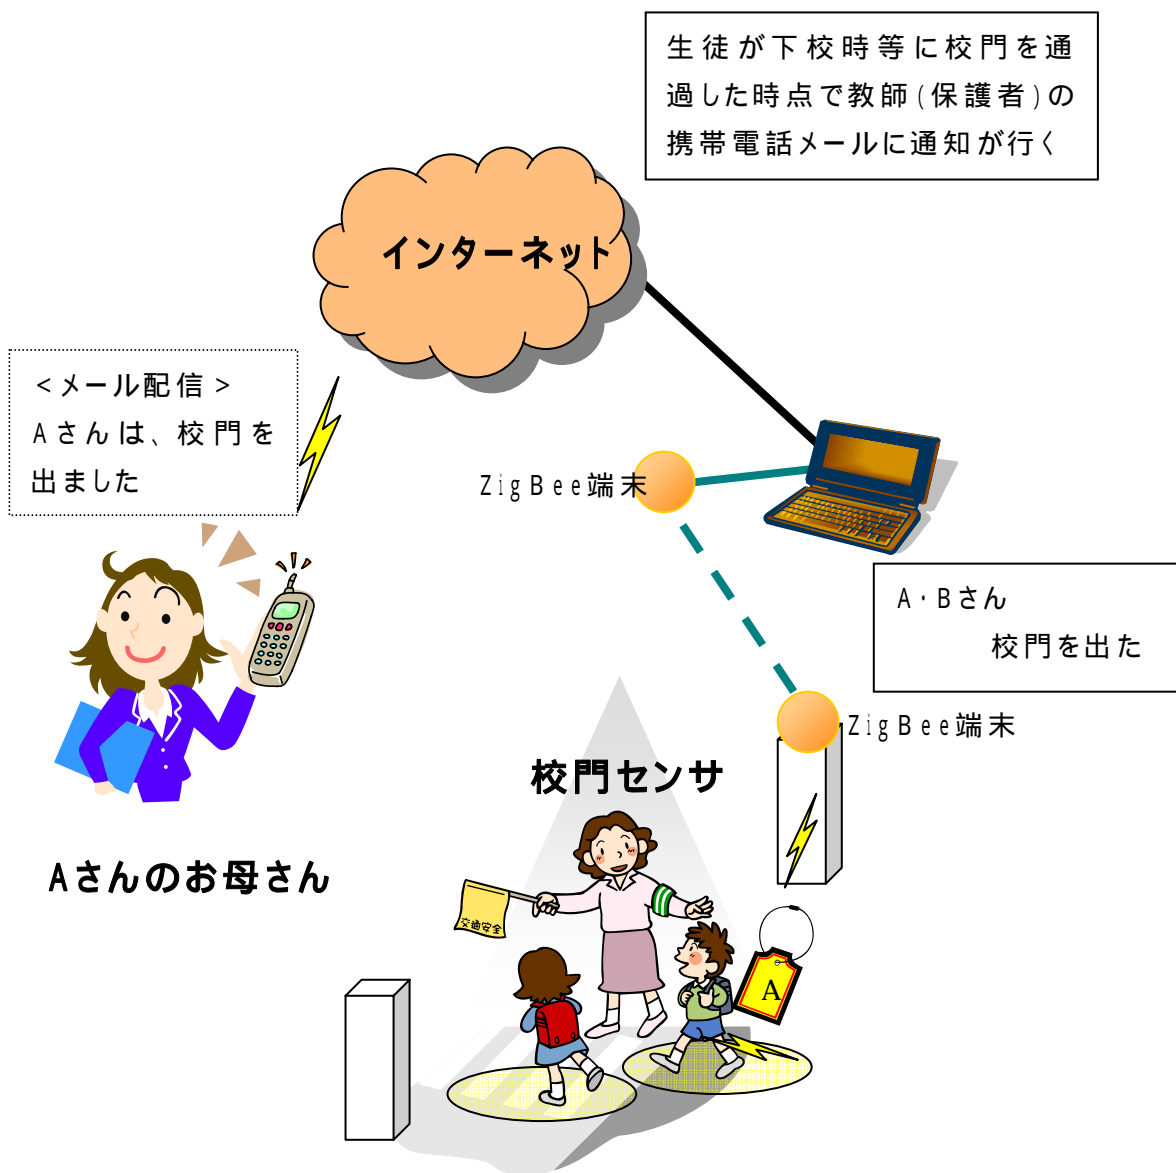 生徒が下校時等に校門を通
過した時点で教師(保護者)の
携帯電話メールに通知が行く
インターネット
<メール配信>
Aさんは、校門を
出ました
ZigBee端末
A・Bさん
校門を出た
ZigBee端末
校門センサ
Aさんのお母さん
交通安全
A